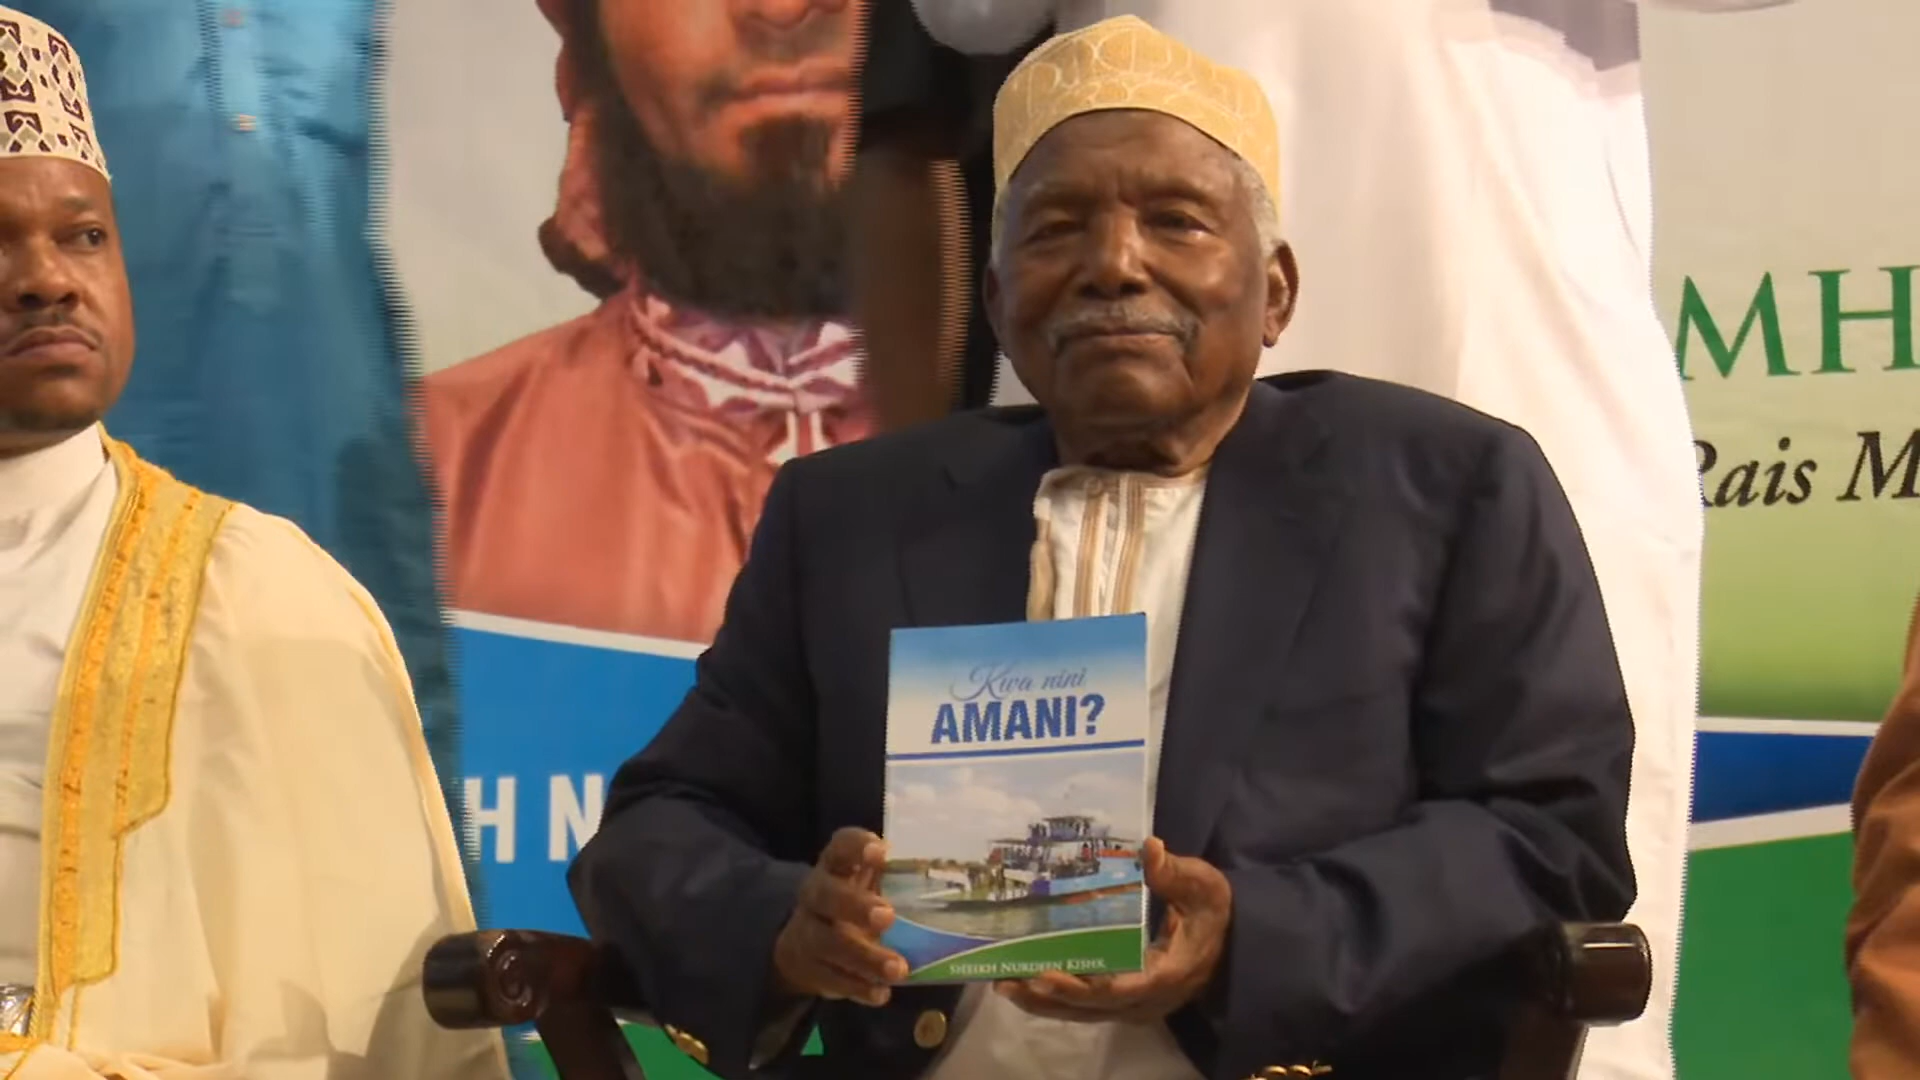 MH
Rais M
H N
Kwa nini
AMANI?
SHEIKH NURDEEN KISHK